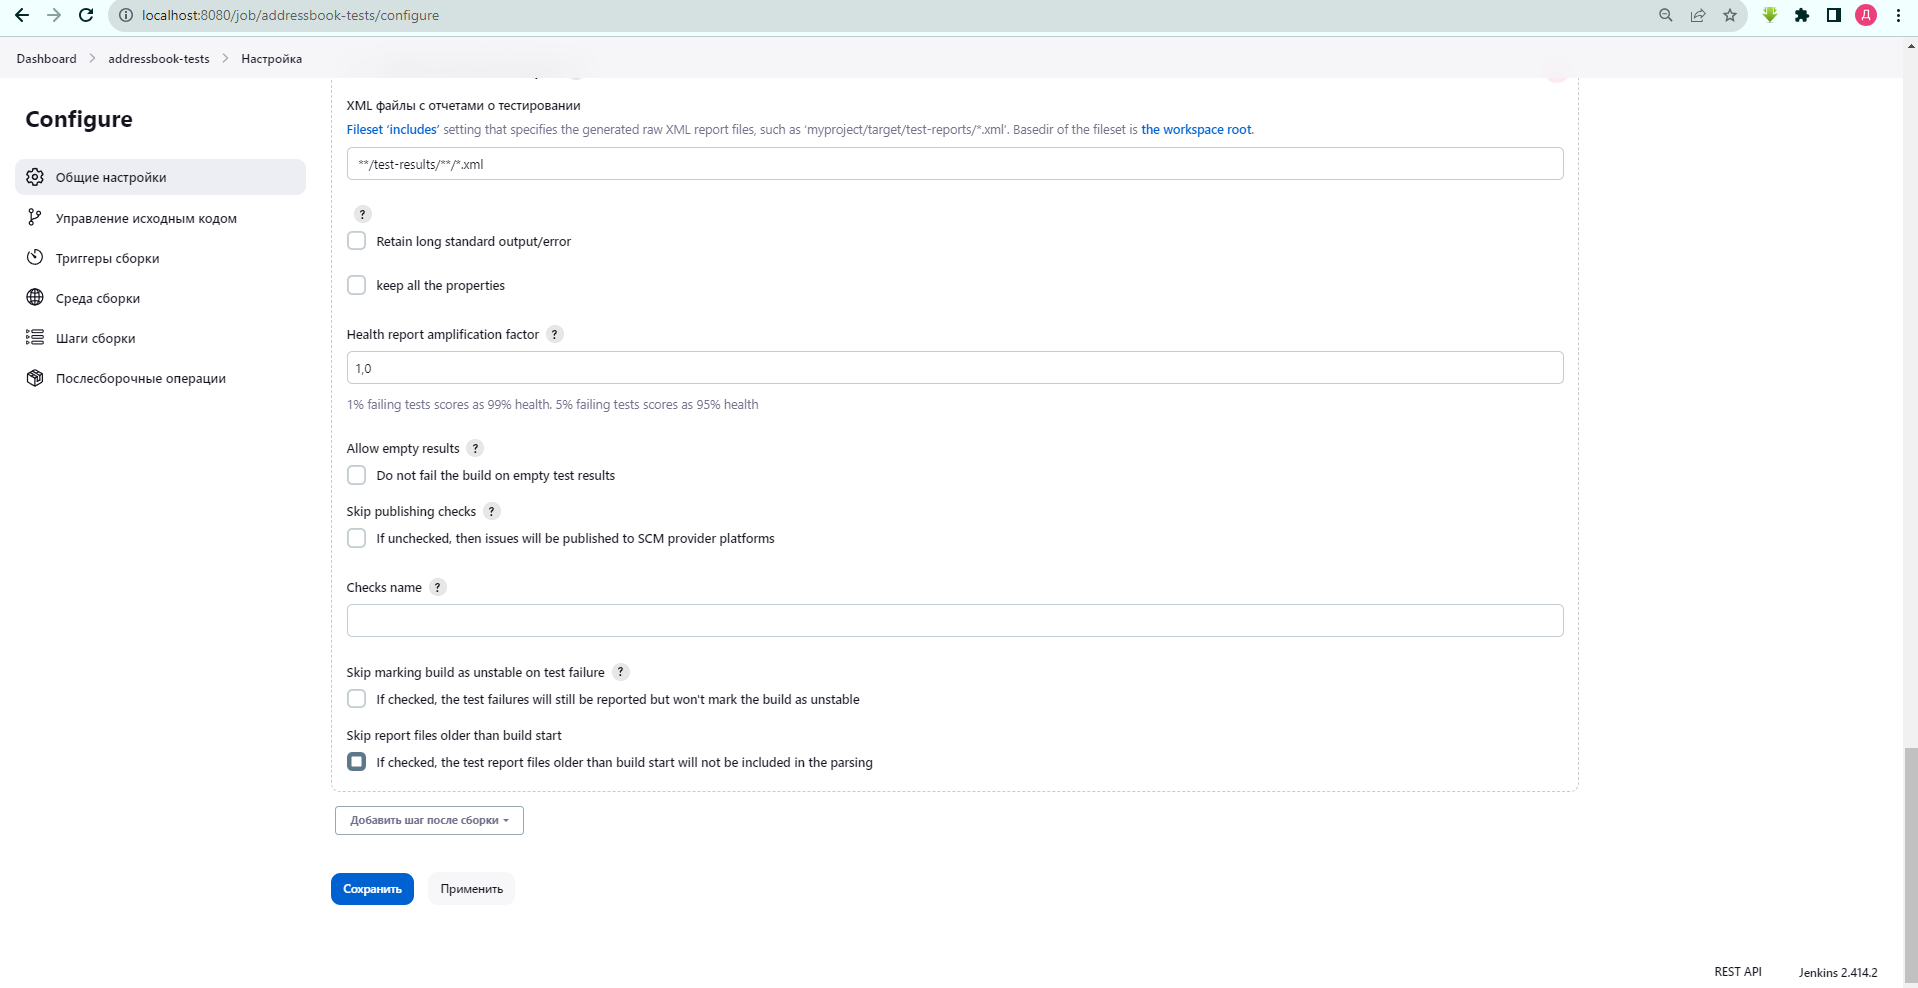 localhost:8080/job/addressbook-tests/configure
Д
Dashboard
addressbook-tests
Настройка
Configure
Общие настройки
Управление исходным кодом
Триггеры сборки
Среда сборки
Шаги сборки
Послесборочные операции
XML файлы с отчетами о тестировании
Fileset ‘includes’ setting that specifies the generated raw XML report files, such as ‘myproject/target/test-reports/*.xml’. Basedir of the fileset is the workspace root.
**/test-results/**/*.xml
?
Retain long standard output/error
keep all the properties
Health report amplification factor ?
1,0
1% failing tests scores as 99% health. 5% failing tests scores as 95% health
Allow empty results ?
Do not fail the build on empty test results
Skip publishing checks ?
If unchecked, then issues will be published to SCM provider platforms
Checks name ?
Skip marking build as unstable on test failure ?
If checked, the test failures will still be reported but won't mark the build as unstable
Skip report files older than build start
If checked, the test report files older than build start will not be included in the parsing
Добавить шаг после сборки
Сохранить
Применить
REST API
Jenkins 2.414.2